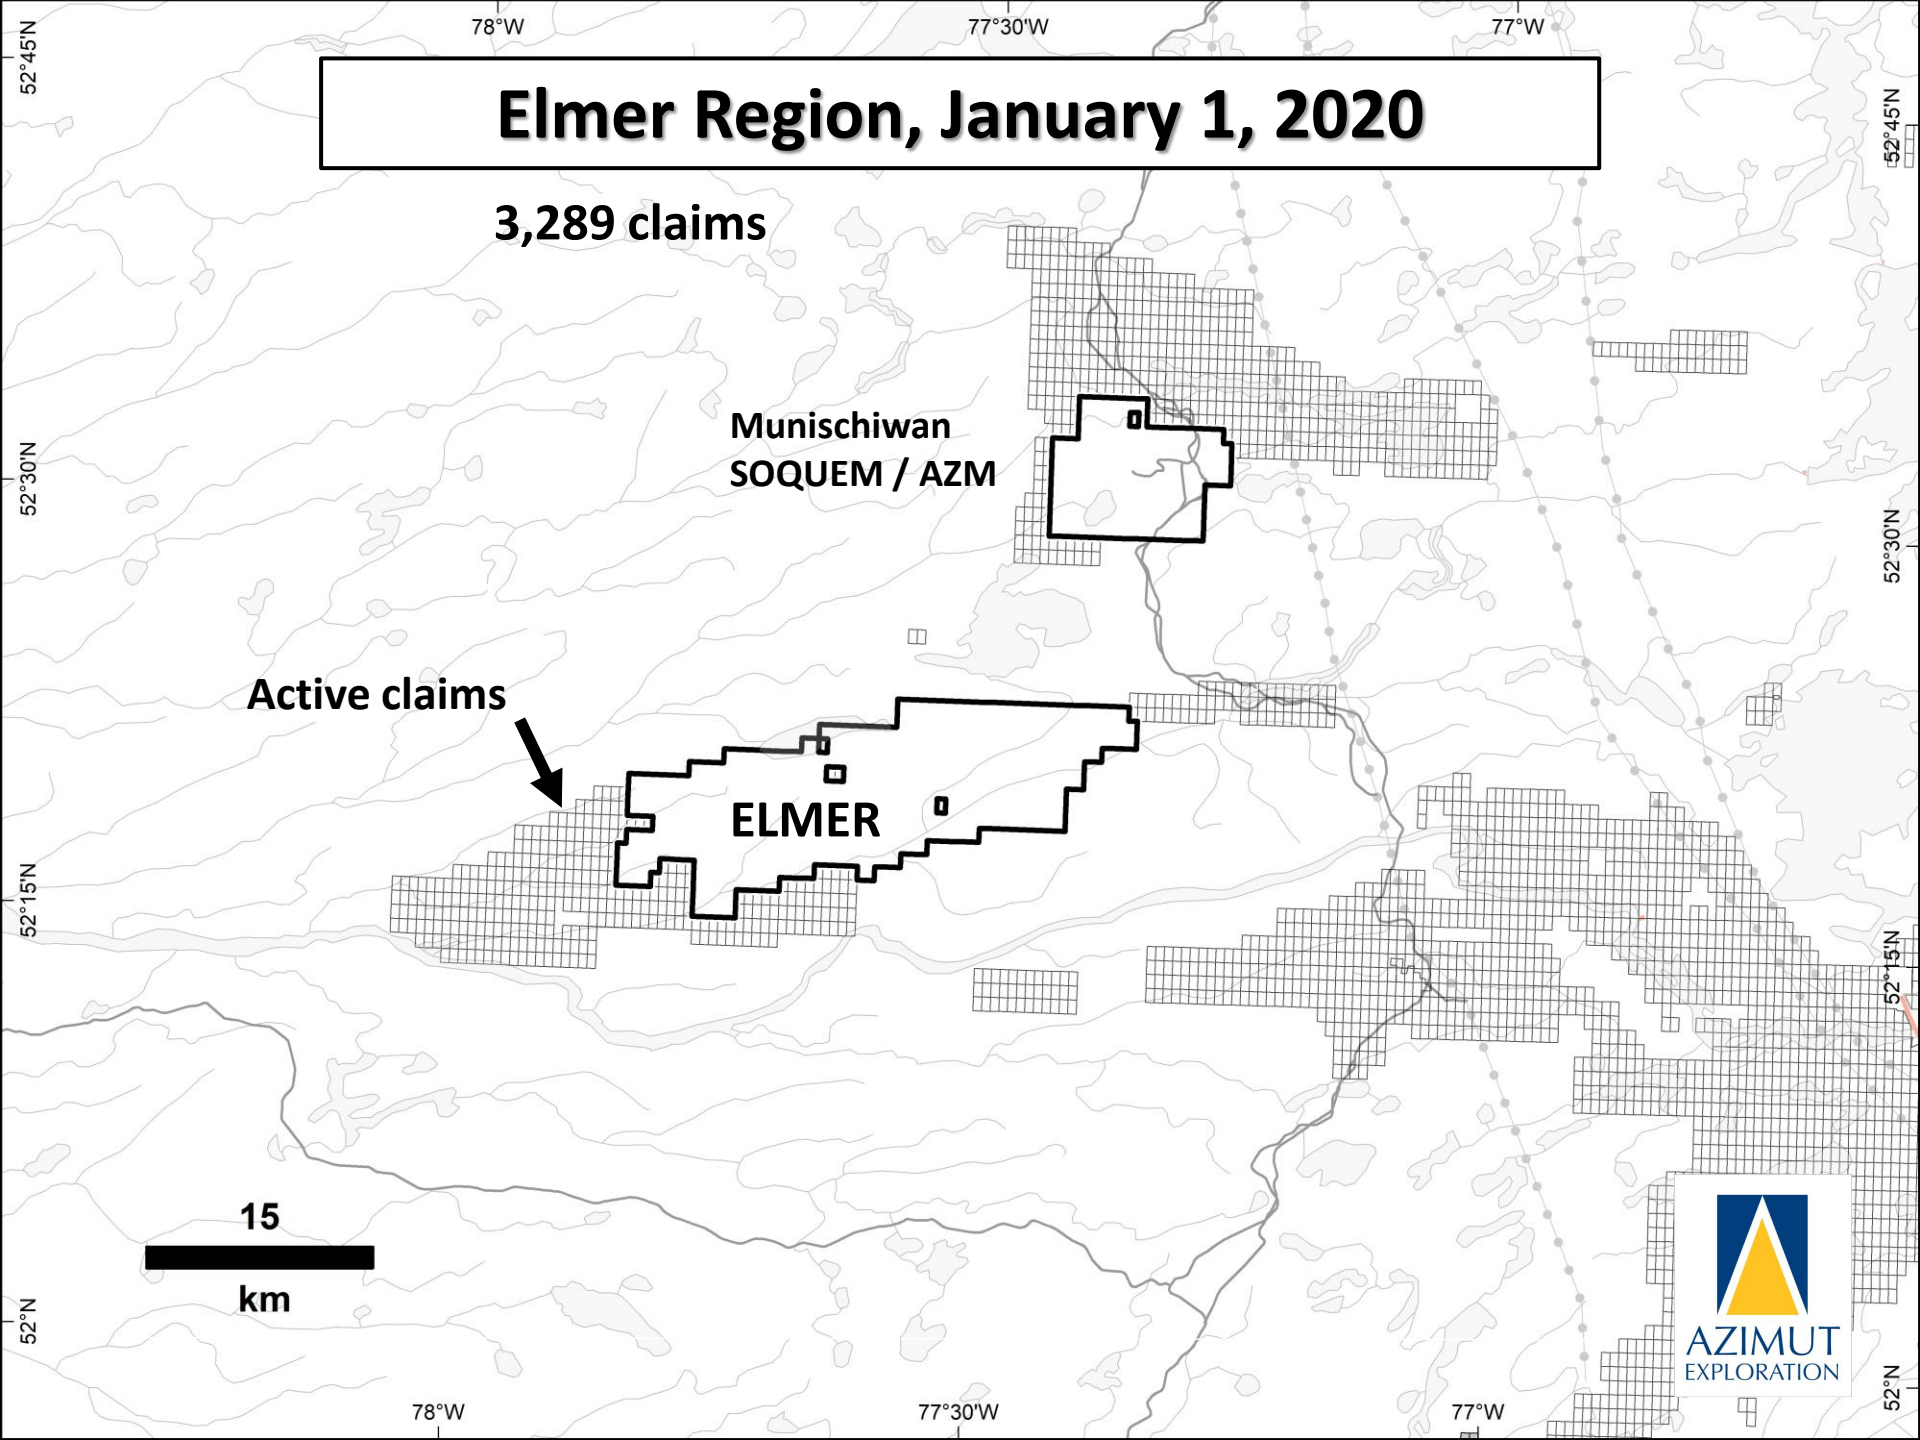 78°W
77°30'W
77°W
52°45'N
52°45'N
Elmer Region, January 1, 2020
3,289 claims
Munischiwan
SOQUEM / AZM
52°30'N
52°30'N
Active claims
ELMER
52°15'N
52°15'N
15
km
AZIMUT
EXPLORATION
52°N
52°N
78°W
77°30'W
77°W